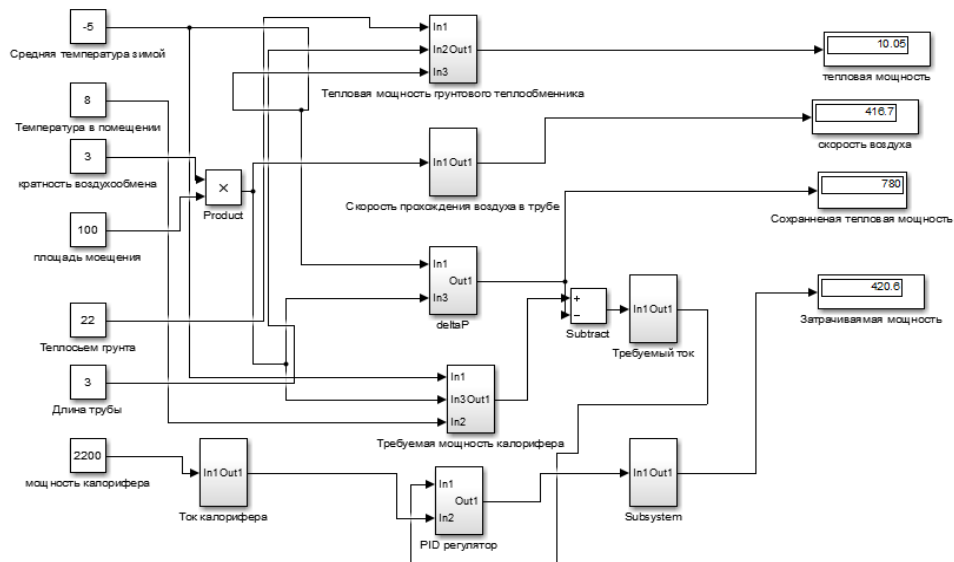 -5
Средняя температура зимой
8
Температура в помещении
3
кратность воздухообмена
100
площадь моещения
22
Теплосьем грунта
3
Длина трубы
2200
мощность калорифера
×
Product
In1
In2 Out1
In3
Тепловая мощность грунтового теплообменника
10.05
тепловая мощность
In1 Out1
Скорость прохождения воздуха в трубе
416.7
скорость воздуха
780
Сохранненая тепловая мощность
In1
Out1
In3
deltaP
+
−
Subtract
In1 Out1
Требуемый ток
420.6
Затрачиваямая мощность
In1
In3 Out1
In2
Требуемая мощность калорифера
In1 Out1
Ток калорифера
In1
Out1
In2
PID регулятор
In1 Out1
Subsystem